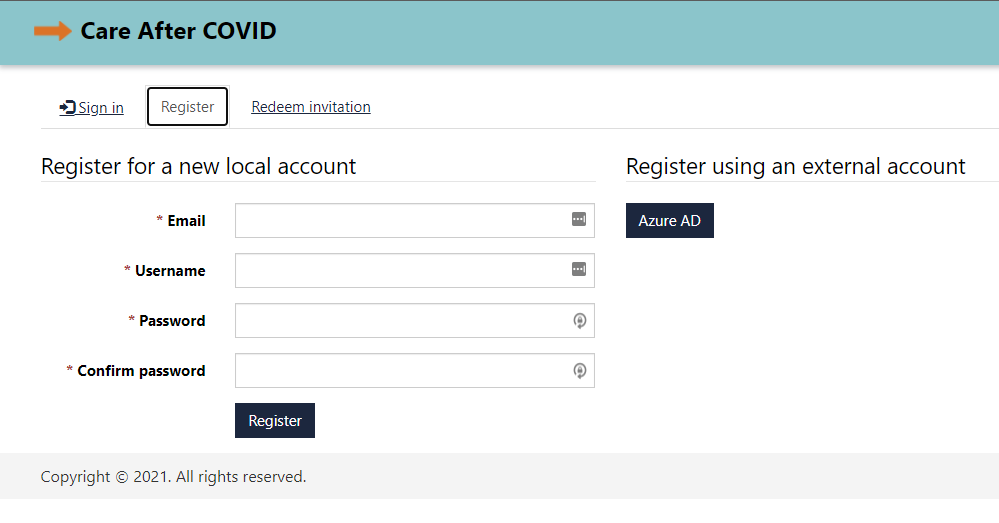 Care After COVID
Sign in
Register
Redeem invitation
Register for a new local account
* Email
* Username
* Password
* Confirm password
Register
Register using an external account
Azure AD
Copyright © 2021. All rights reserved.